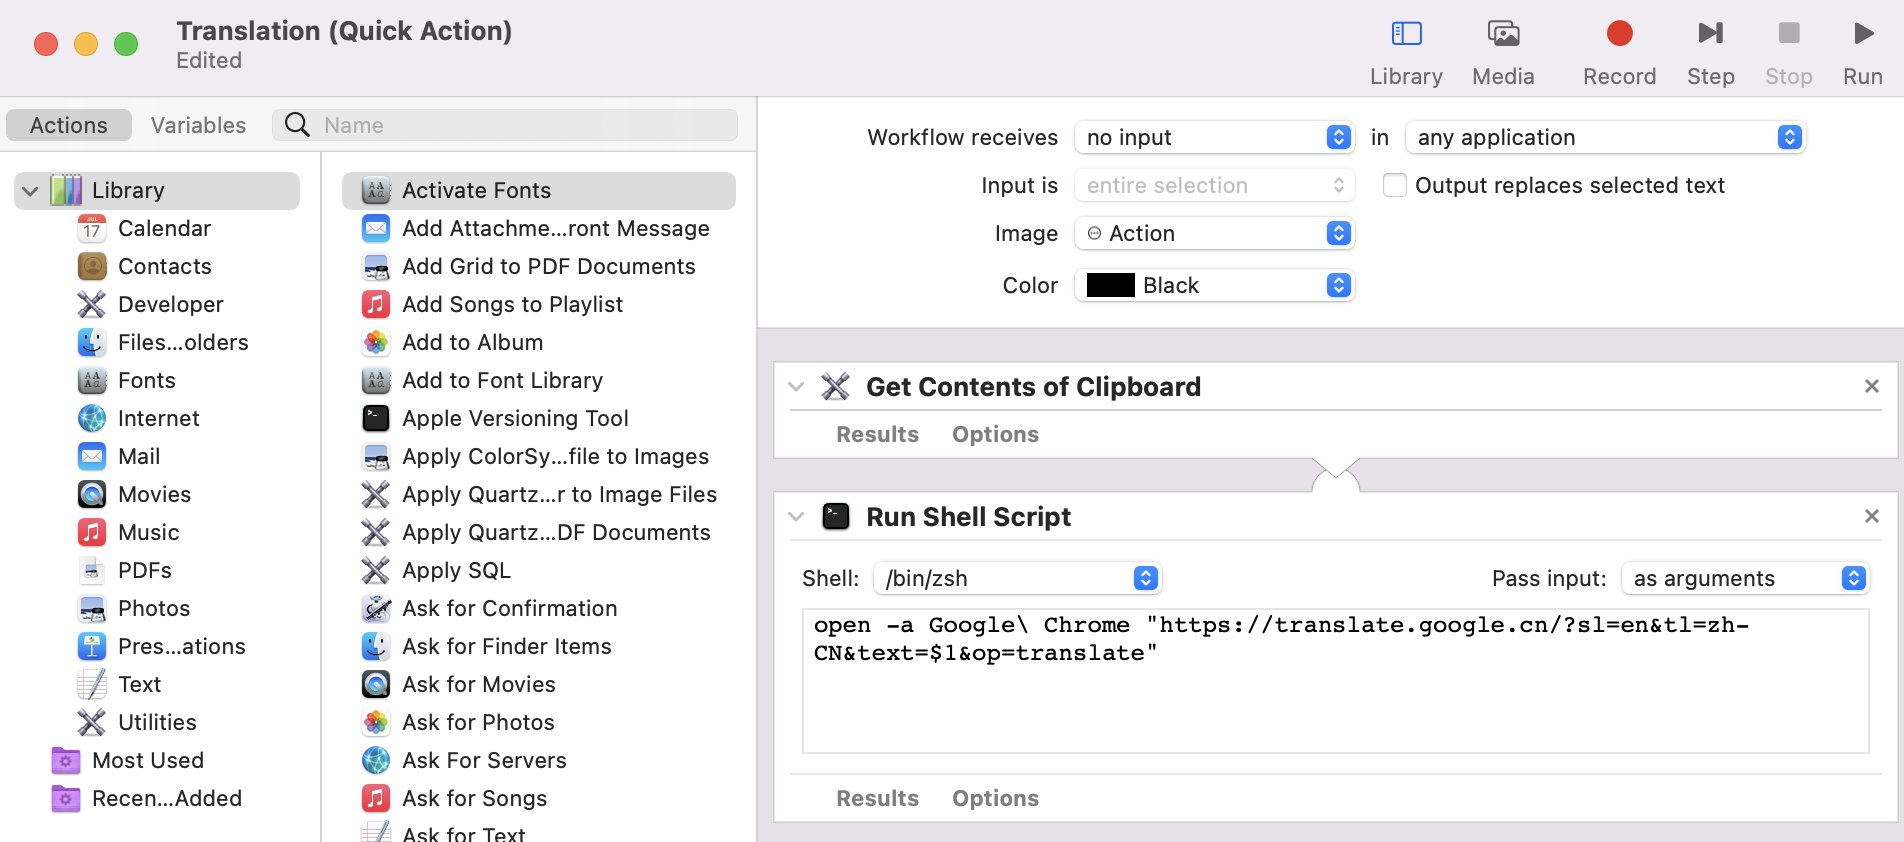 Translation (Quick Action)
Edited
Library
Media
Record
Step
Stop
Run
Actions
Variables
Name
Library
Calendar
Contacts
Developer
Files...olders
Fonts
Internet
Mail
Movies
Music
PDFs
Photos
Pres...ations
Text
Utilities
Most Used
Recen...Added
Activate Fonts
Add Attachme...ront Message
Add Grid to PDF Documents
Add Songs to Playlist
Add to Album
Add to Font Library
Apple Versioning Tool
Apply ColorSy...file to Images
Apply Quartz...r to Image Files
Apply Quartz...DF Documents
Apply SQL
Ask for Confirmation
Ask for Finder Items
Ask for Movies
Ask for Photos
Ask For Servers
Ask for Songs
Ask for Text
Workflow receives no input in any application
Input is entire selection Output replaces selected text
Image Action
Color Black
Get Contents of Clipboard
Results Options
Run Shell Script
Shell: /bin/zsh Pass input: as arguments
open -a Google\ Chrome "https://translate.google.cn/?sl=en&tl=zh-
CN&text=$1&op=translate"
Results Options